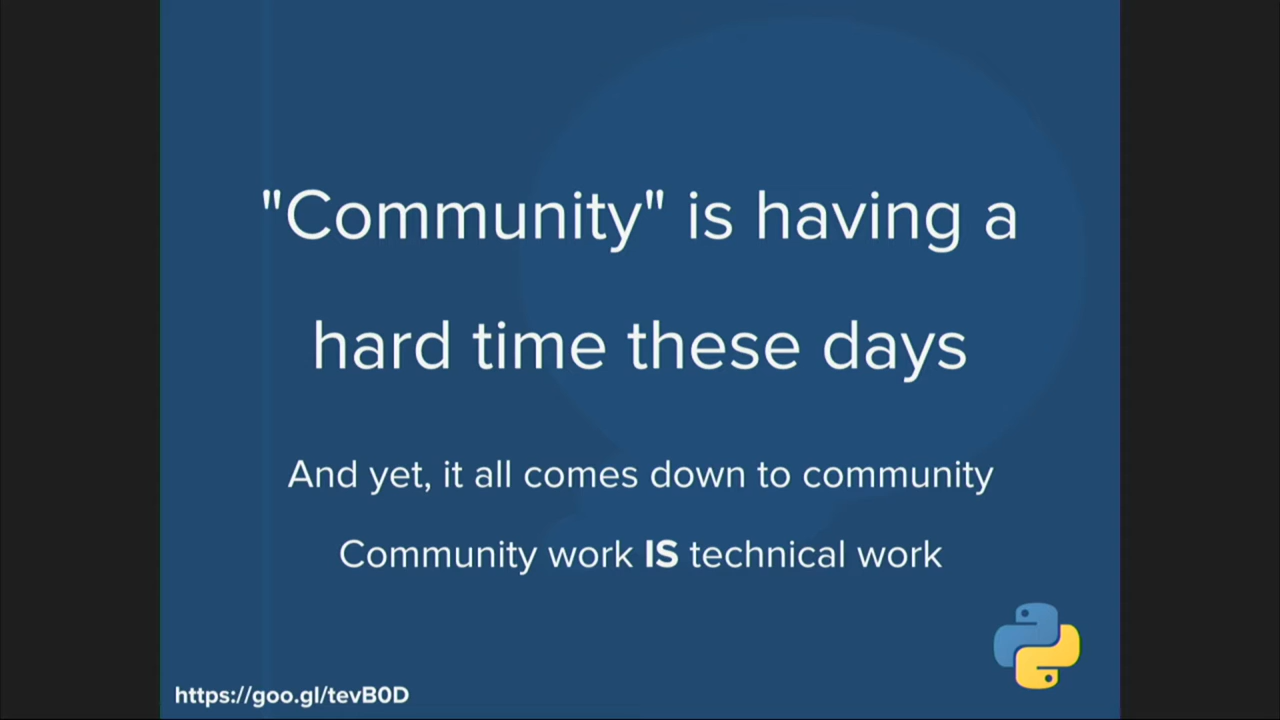 "Community" is having a
hard time these days
And yet, it all comes down to community
Community work IS technical work
https://goo.gl/tevB0D